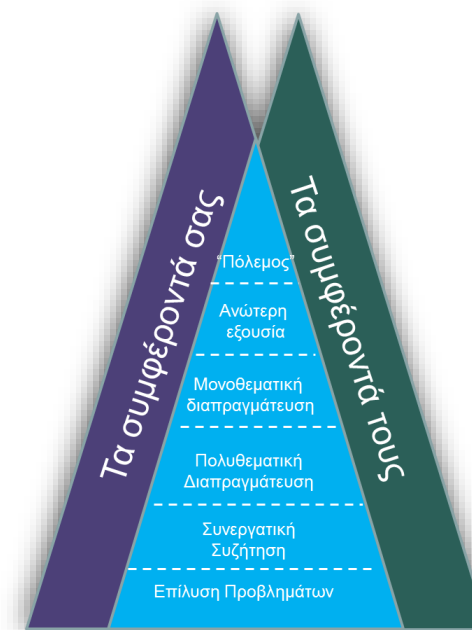 Τα συμφέροντά σας
Τα συμφέροντά τους
“Πόλεμος”
Ανώτερη
εξουσία
Μονοθεματική
διαπραγμάτευση
Πολυθεματική
Διαπραγμάτευση
Συνεργατική
Συζήτηση
Επίλυση Προβλημάτων